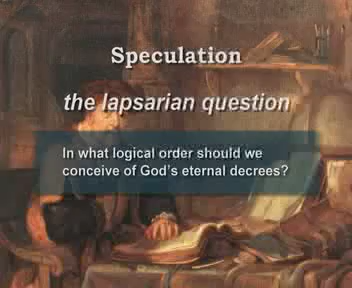 Speculation
the lapsarian question
In what logical order should we
conceive of God's eternal decrees?